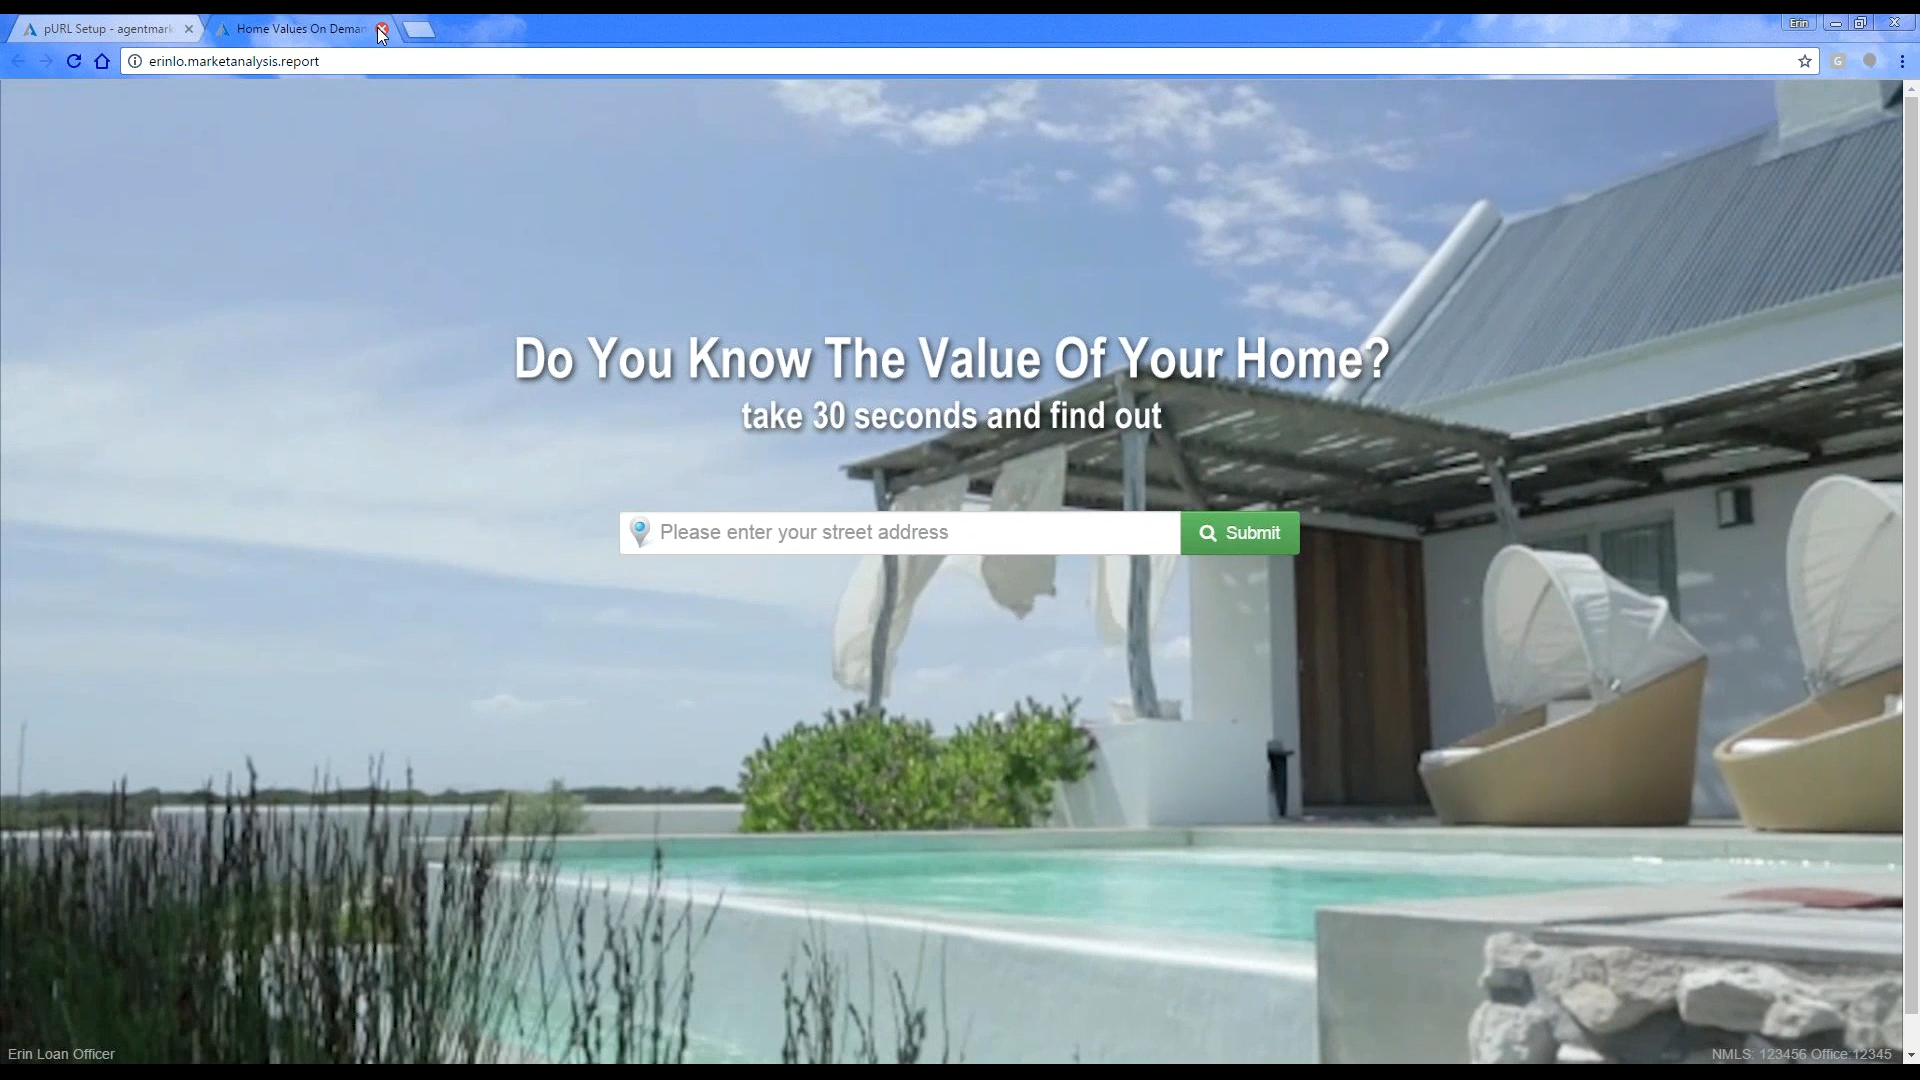 pURL Setup - agentmark
Home Values On Deman
Erin
erinlo.marketanalysis.report
G
Do You Know The Value Of Your Home?
take 30 seconds and find out
Please enter your street address
Submit
Erin Loan Officer
NMLS: 123456 Office:12345